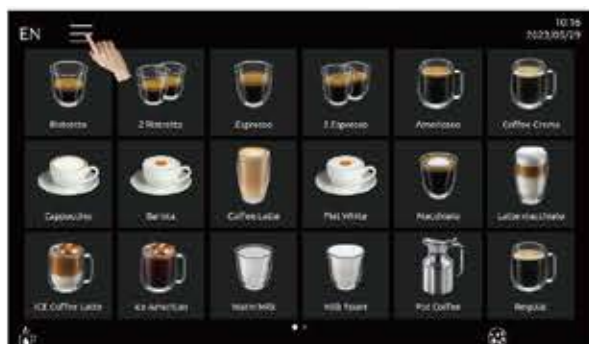 10:16
EN
2023/05/29
Ristretto
2 Ristretto
Espresso
2 Espresso
Americano
Coffee Crema
Cappuccino
Barista
Coffee Latte
Flat White
Macchiato
Latte macchiato
ICE Coffee Latte
Ice American
Warm Milk
Milk Foam
Pot Coffee
Regular